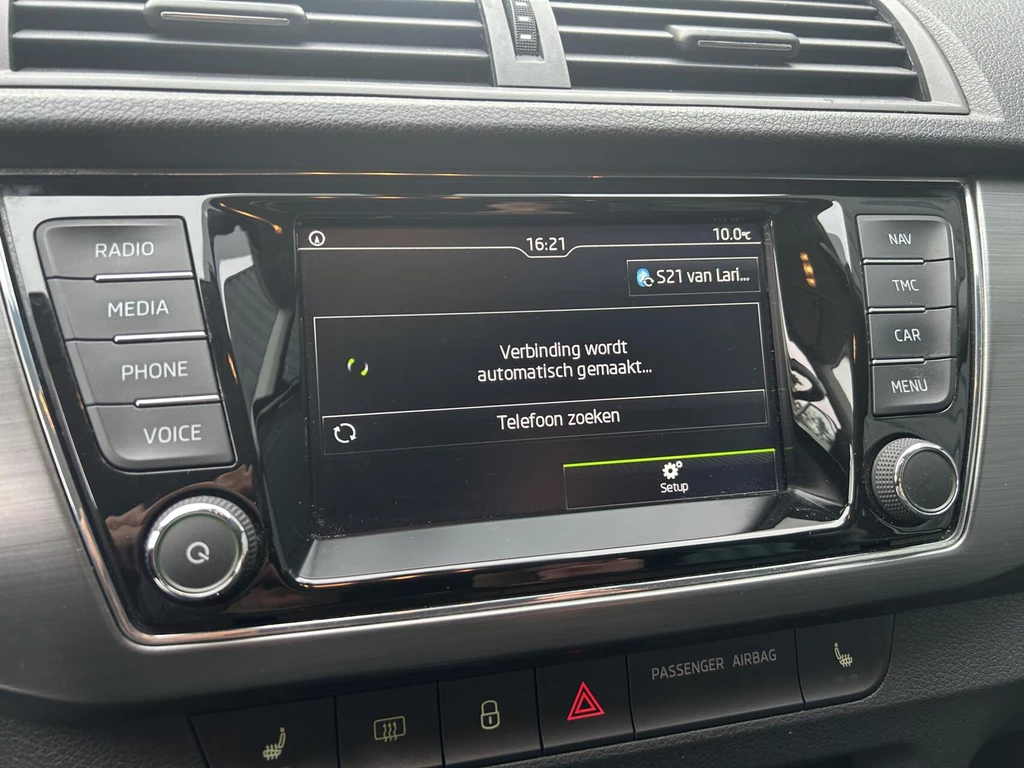 16:21
10.0℃
S21 van Lari...
Verbinding wordt
automatisch gemaakt...
Telefoon zoeken
Setup
RADIO
MEDIA
PHONE
VOICE
NAV
TMC
CAR
MENU
PASSENGER AIRBAG